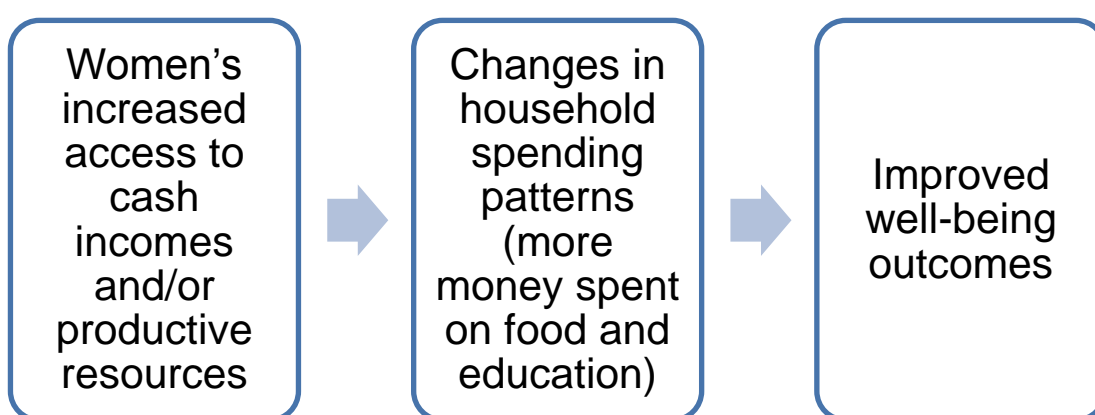 Women’s
increased
access to
cash
incomes
and/or
productive
resources
Changes in
household
spending
patterns
(more
money spent
on food and
education)
Improved
well-being
outcomes